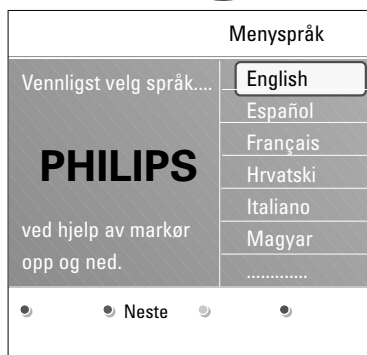 Menyspråk
Vennligst velg språk....
PHILIPS
ved hjelp av markør
opp og ned.
English
Español
Français
Hrvatski
Italiano
Magyar
.............
Neste